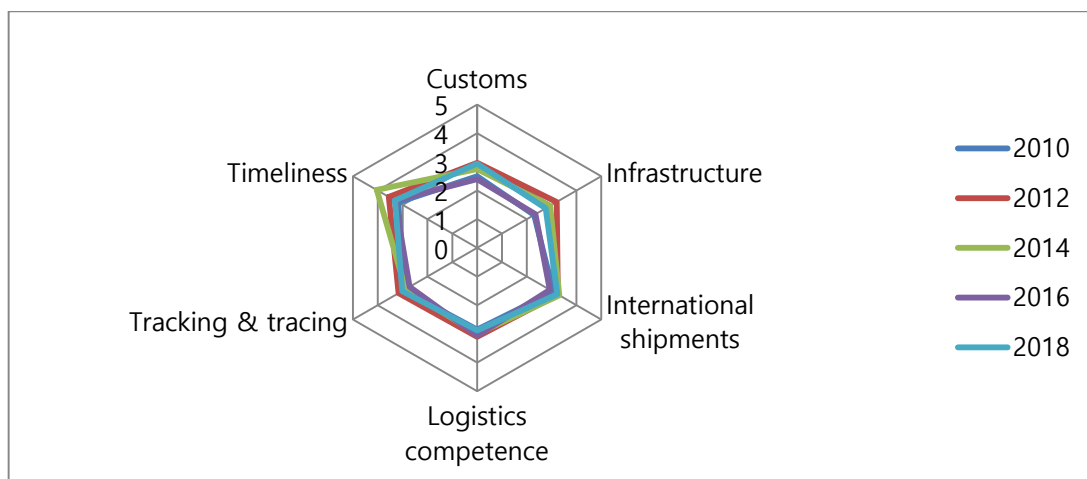 Customs
5
4
3
2
1
0
Timeliness
Infrastructure
International
shipments
Tracking & tracing
Logistics
competence
2010
2012
2014
2016
2018